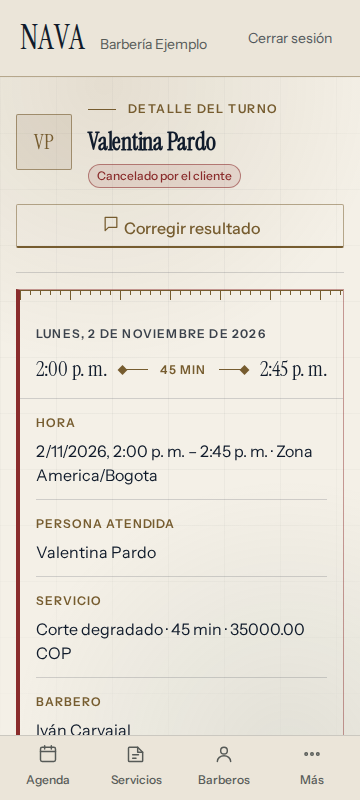 NAVA Barbería Ejemplo Cerrar sesión
DETALLE DEL TURNO
VP
Valentina Pardo
Cancelado por el cliente
Corregir resultado
LUNES, 2 DE NOVIEMBRE DE 2026
2:00 p. m. 45 MIN 2:45 p. m.
HORA
2/11/2026, 2:00 p. m. – 2:45 p. m. · Zona
America/Bogota
PERSONA ATENDIDA
Valentina Pardo
SERVICIO
Corte degradado · 45 min · 35000.00
COP
BARBERO
Iván Carvajal
Agenda Servicios Barberos Más